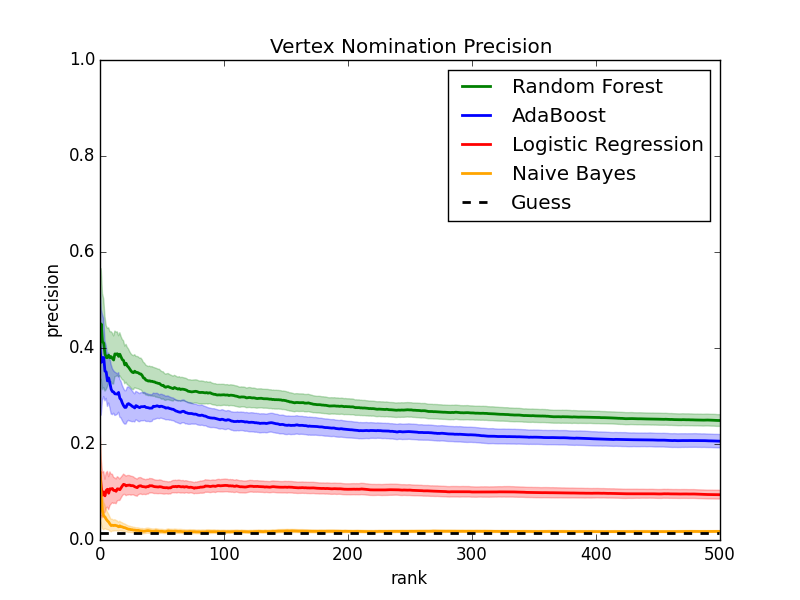 Vertex Nomination Precision
1.0
0.8
0.6
0.4
0.2
0.0
precision
Random Forest
AdaBoost
Logistic Regression
Naive Bayes
Guess
0 100 200 300 400 500
rank